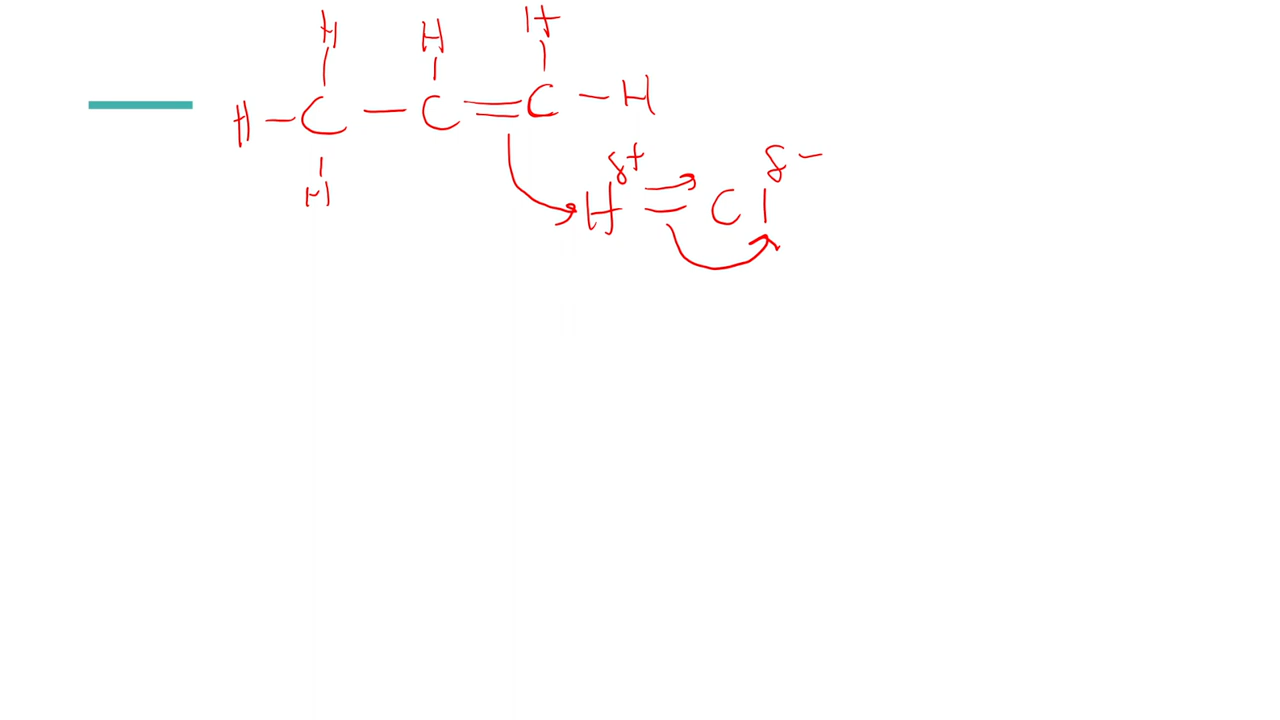 H H H
H - C - C = C - H
H
δ+ δ-
H = Cl